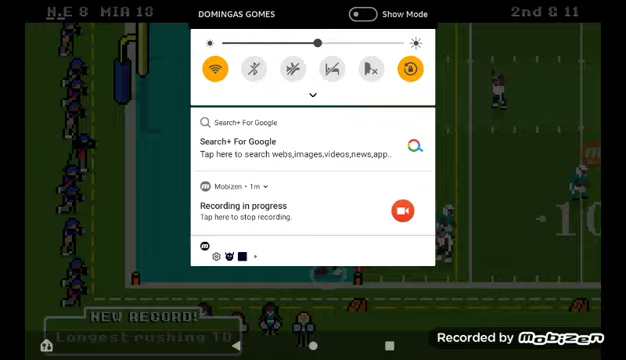 N.E 8 MIA 18
DOMINGAS GOMES
Show Mode
2nd & 11
Search+ For Google
Search+ For Google
Tap here to search webs,images,videos,news,app..
Mobizen • 1m
Recording in progress
Tap here to stop recording.
10
NEW RECORD!
Longest rushing TD
Recorded by MOBIZEN